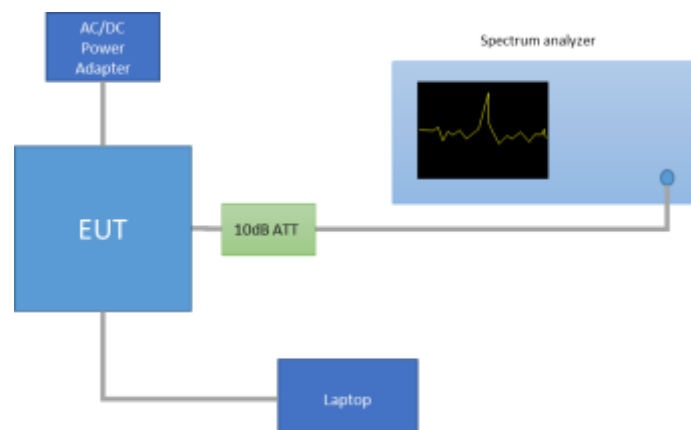 AC/DC
Power
Adapter
Spectrum analyzer
EUT
10dB ATT
Laptop